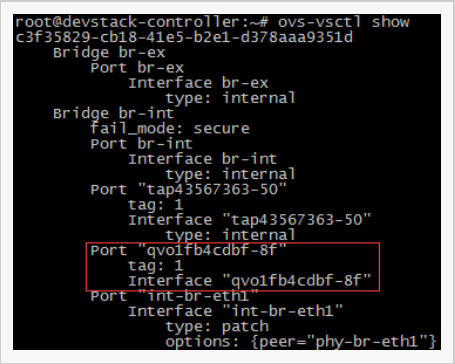 root@devstack-controller:~# ovs-vsctl show
c3f35829-cb18-41e5-b2e1-d378aaa9351d
    Bridge br-ex
        Port br-ex
            Interface br-ex
                type: internal
    Bridge br-int
        fail_mode: secure
        Port br-int
            Interface br-int
                type: internal
        Port "tap43567363-50"
            tag: 1
            Interface "tap43567363-50"
                type: internal
        Port "qvo1fb4cdbf-8f"
            tag: 1
            Interface "qvo1fb4cdbf-8f"
        Port "int-br-eth1"
            Interface "int-br-eth1"
                type: patch
                options: {peer="phy-br-eth1"}